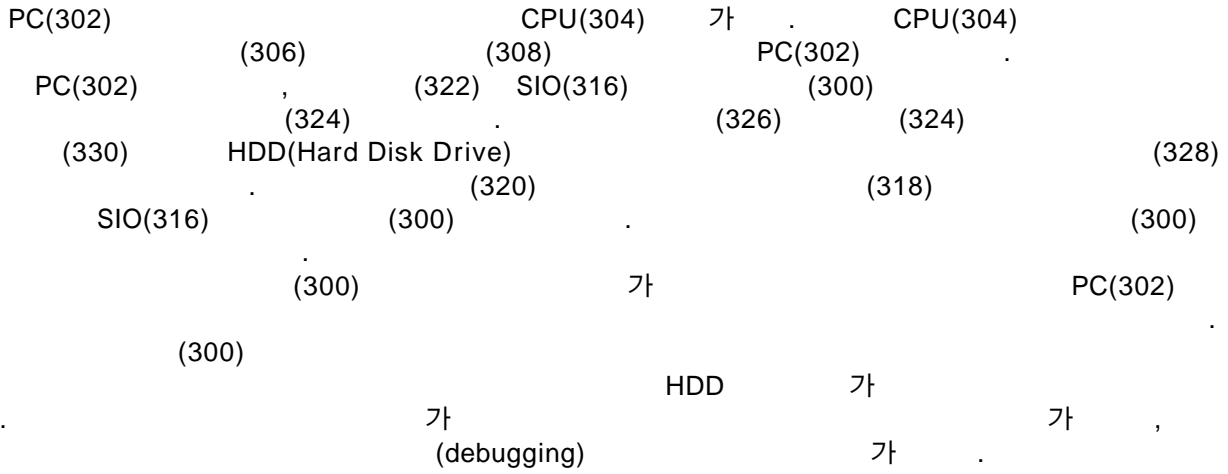 PC(302) CPU(304) 가 . CPU(304)
(306) (308) PC(302) .
PC(302) , (322) SIO(316) (300)
(324) . (326) (324)
(330) HDD(Hard Disk Drive) (328)
. (320) (318)
SIO(316) (300) . (300)
.
(300) 가 PC(302)
.
(300)
HDD 가
. 가 가 ,
(debugging) 가 .